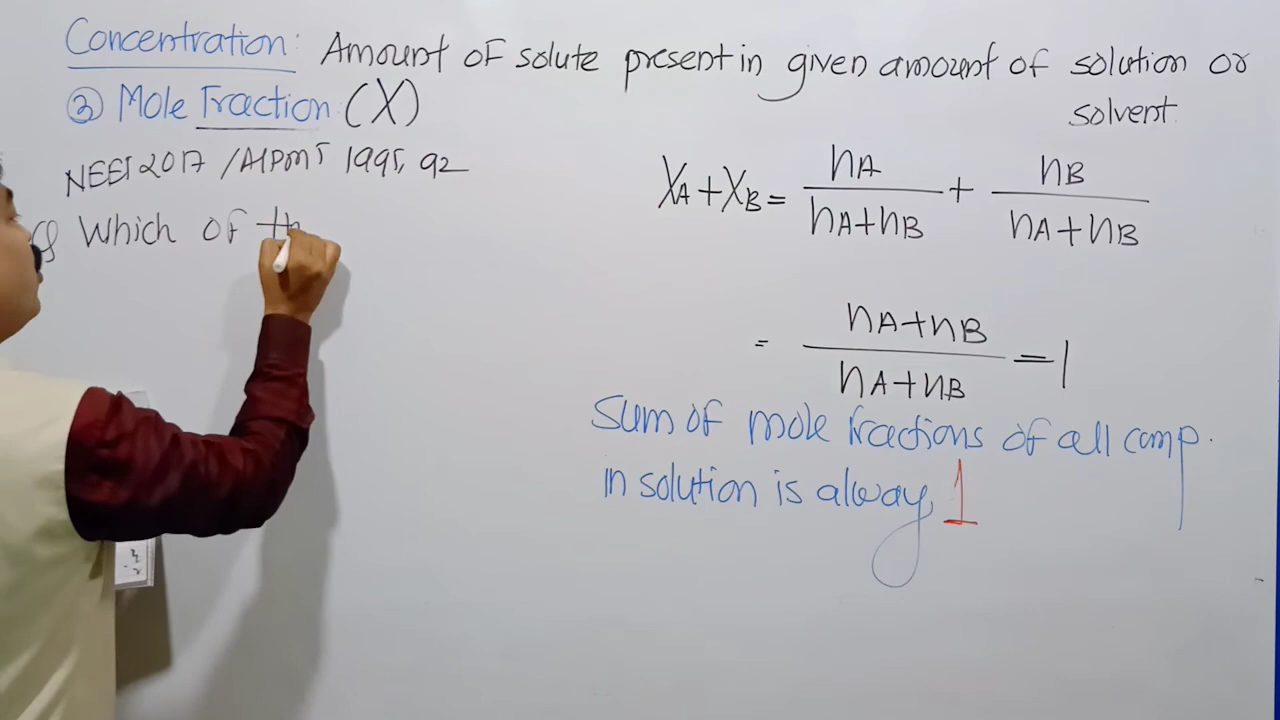 Concentration: Amount of solute present in given amount of solution or
solvent.
③ Mole Fraction (X)
NEET 2017 / AIPMT 1995, 92
Q Which of th
XA + XB = nA / (nA + nB) + nB / (nA + nB)
= (nA + nB) / (nA + nB) = 1
Sum of mole fractions of all comp.
in solution is alway 1